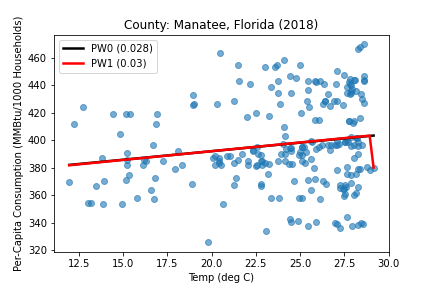 County: Manatee, Florida (2018)
Per-Capita Consumption (MMBtu/1000 Households)
PW0 (0.028)
PW1 (0.03)
460
440
420
400
380
360
340
320
12.5 15.0 17.5 20.0 22.5 25.0 27.5 30.0
Temp (deg C)